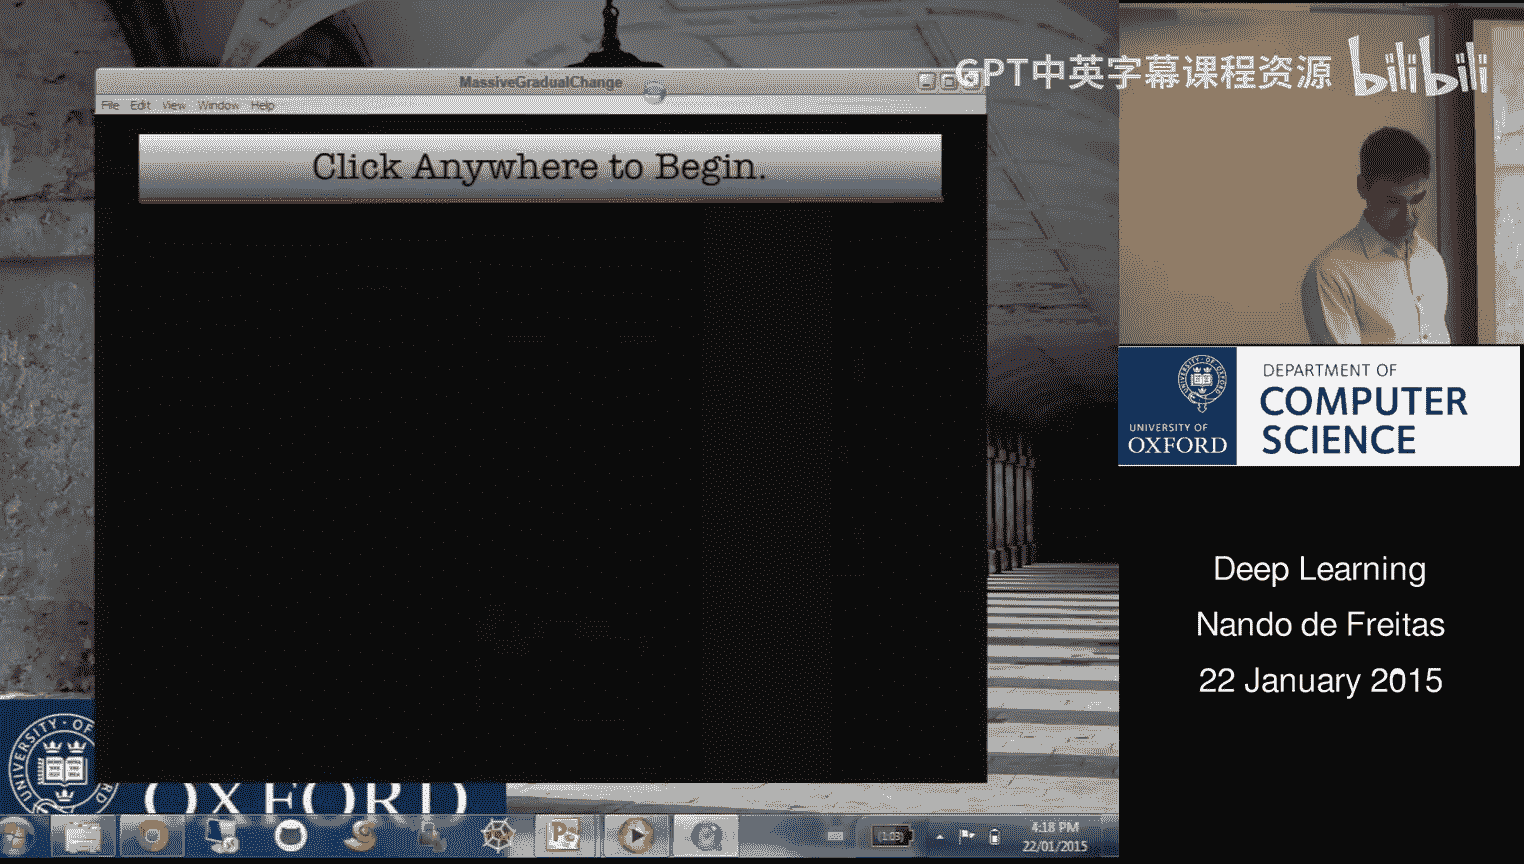 MassiveGradualChange
File Edit View Window Help
Click Anywhere to Begin.
GPT中英字幕课程资源 bilibili
UNIVERSITY OF
OXFORD
DEPARTMENT OF
COMPUTER
SCIENCE
Deep Learning
Nando de Freitas
22 January 2015
OXFORD
(1:03)
4:18 PM
22/01/2015